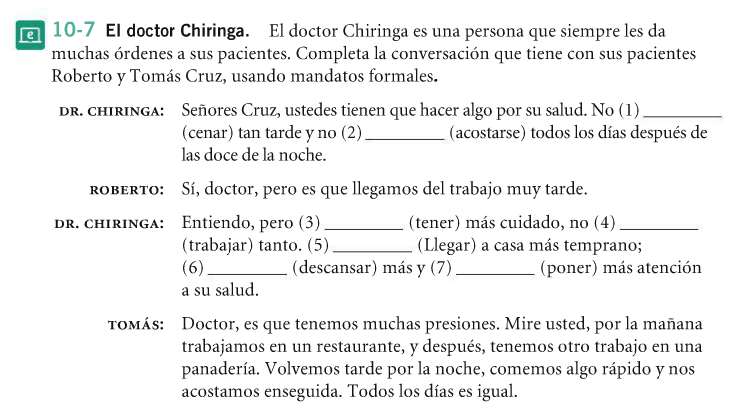 e 10-7 El doctor Chiringa. El doctor Chiringa es una persona que siempre les da
muchas órdenes a sus pacientes. Completa la conversación que tiene con sus pacientes
Roberto y Tomás Cruz, usando mandatos formales.
DR. CHIRINGA: Señores Cruz, ustedes tienen que hacer algo por su salud. No (1) _________
(cenar) tan tarde y no (2) _________ (acostarse) todos los días después de
las doce de la noche.
ROBERTO: Sí, doctor, pero es que llegamos del trabajo muy tarde.
DR. CHIRINGA: Entiendo, pero (3) _________ (tener) más cuidado, no (4) _________
(trabajar) tanto. (5) _________ (Llegar) a casa más temprano;
(6) _________ (descansar) más y (7) _________ (poner) más atención
a su salud.
TOMÁS: Doctor, es que tenemos muchas presiones. Mire usted, por la mañana
trabajamos en un restaurante, y después, tenemos otro trabajo en una
panadería. Volvemos tarde por la noche, comemos algo rápido y nos
acostamos enseguida. Todos los días es igual.